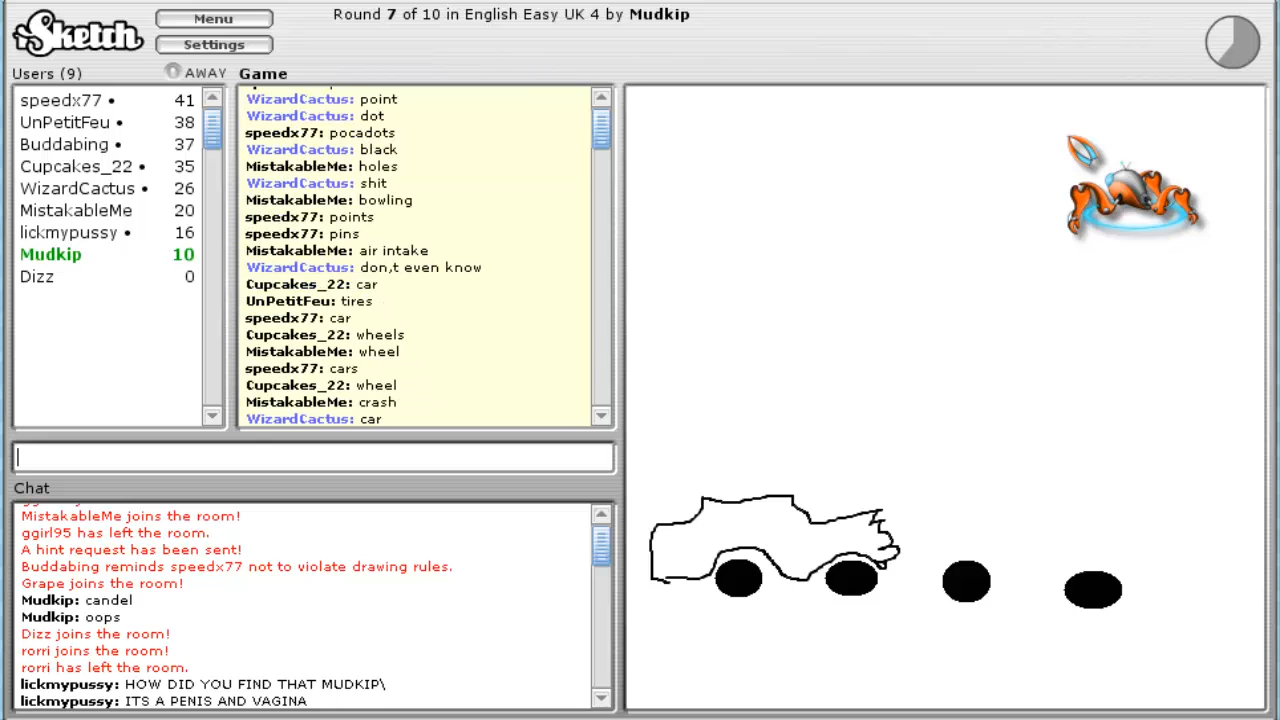 iSketch
Menu
Settings
Round 7 of 10 in English Easy UK 4 by Mudkip
Users (9)
AWAY
Game
speedx77 • 41
UnPetitFeu • 38
Buddabing • 37
Cupcakes_22 • 35
WizardCactus • 26
MistakableMe 20
lickmypussy • 16
Mudkip 10
Dizz 0
WizardCactus: point
WizardCactus: dot
speedx77: pocadots
WizardCactus: black
MistakableMe: holes
WizardCactus: shit
MistakableMe: bowling
speedx77: points
speedx77: pins
MistakableMe: air intake
WizardCactus: don,t even know
Cupcakes_22: car
UnPetitFeu: tires
speedx77: car
Cupcakes_22: wheels
MistakableMe: wheel
speedx77: cars
Cupcakes_22: wheel
MistakableMe: crash
WizardCactus: car
Chat
MistakableMe joins the room!
ggirl95 has left the room.
A hint request has been sent!
Buddabing reminds speedx77 not to violate drawing rules.
Grape joins the room!
Mudkip: candel
Mudkip: oops
Dizz joins the room!
rorri joins the room!
rorri has left the room.
lickmypussy: HOW DID YOU FIND THAT MUDKIP\
lickmypussy: ITS A PENIS AND VAGINA